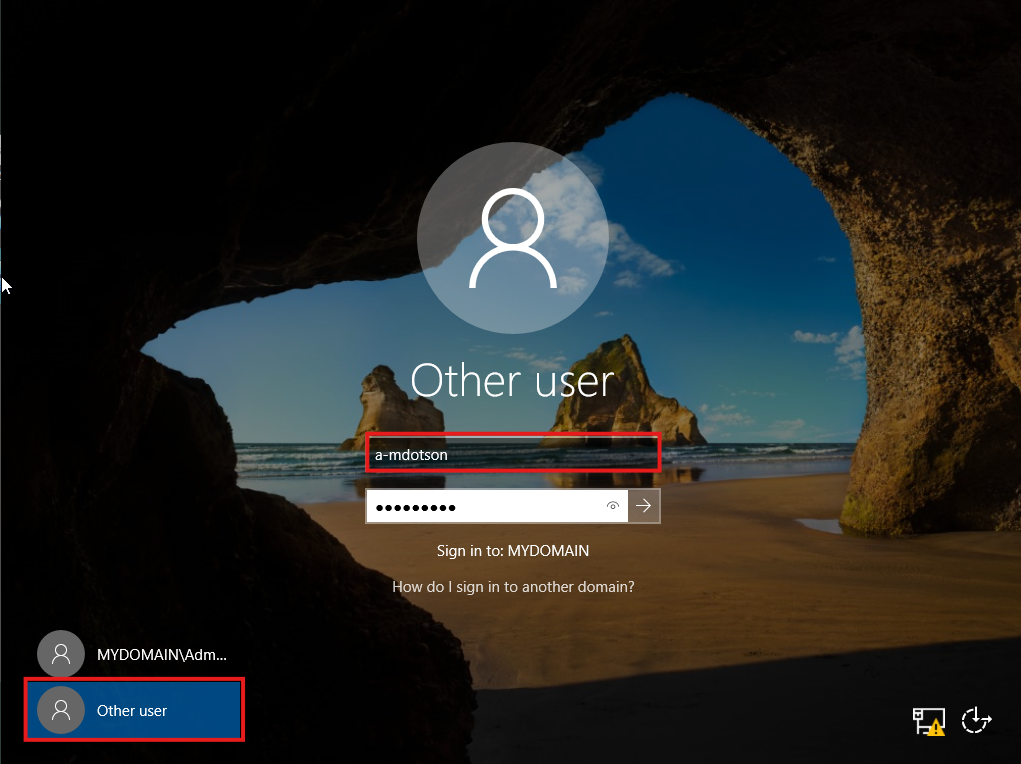 Other user
a-mdotson
Sign in to: MYDOMAIN
How do I sign in to another domain?
MYDOMAIN\Adm...
Other user